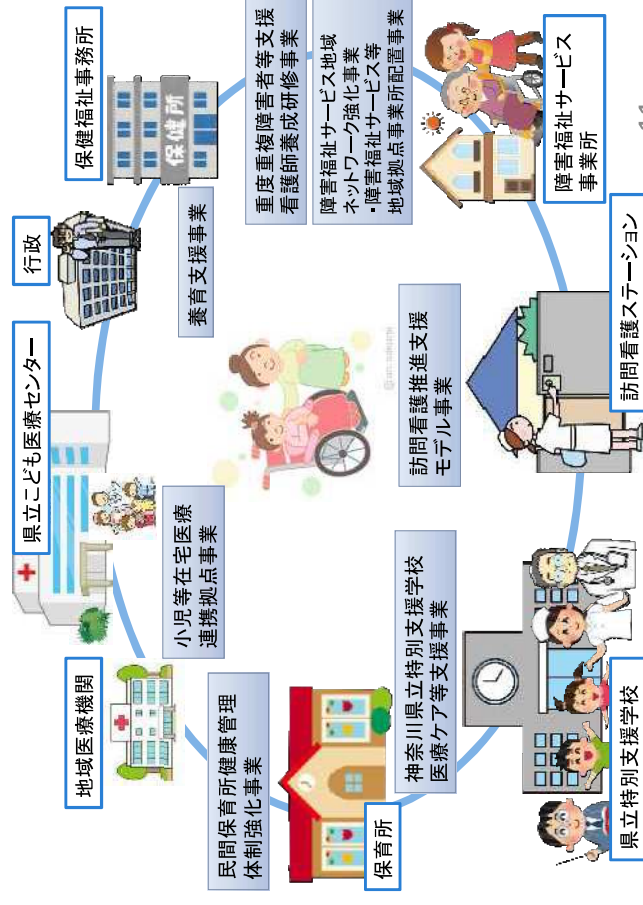 県立こども医療センター
行政
保健福祉事務所
保健所
地域医療機関
小児等在宅医療
連携拠点事業
養育支援事業
重度重複障害者等支援
看護師養成研修事業
障害福祉サービス地域
ネットワーク強化事業
・障害福祉サービス等
地域拠点事業所配置事業
民間保育所健康管理
体制強化事業
保育所
訪問看護推進支援
モデル事業
神奈川県立特別支援学校
医療ケア等支援事業
障害福祉サービス
事業所
県立特別支援学校
訪問看護ステーション